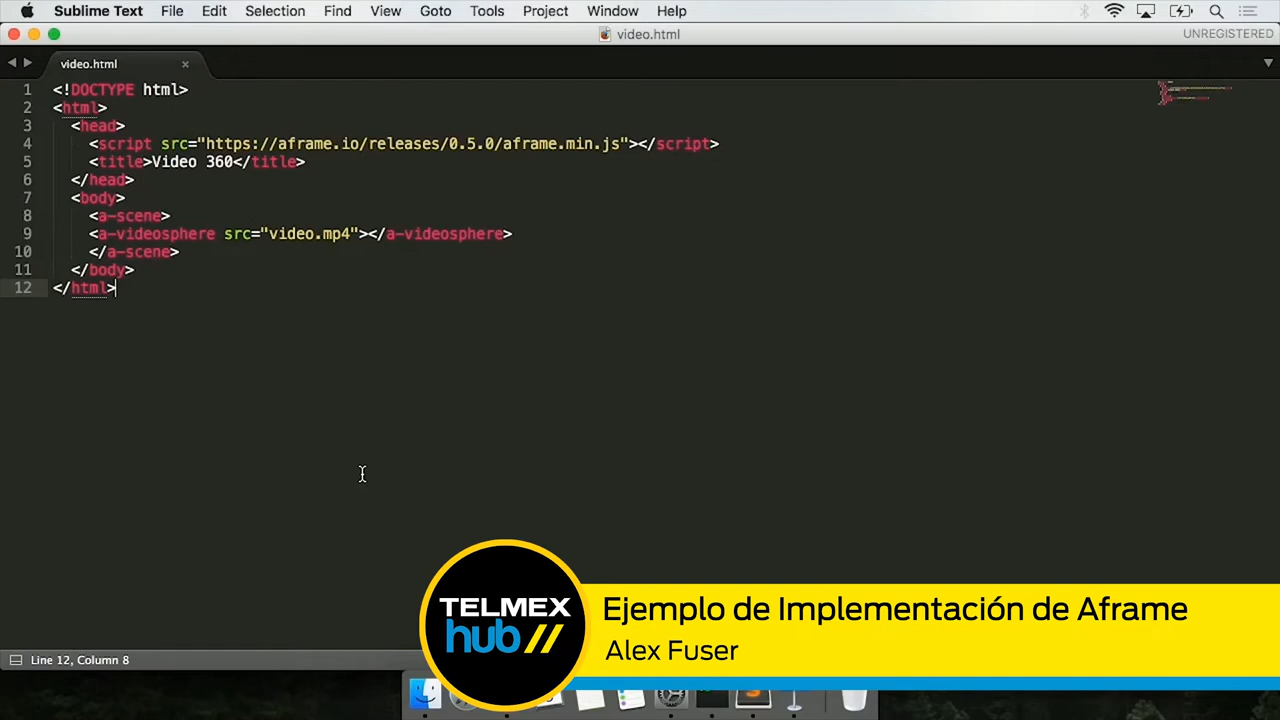 Sublime Text File Edit Selection Find View Goto Tools Project Window Help
video.html
UNREGISTERED
video.html ×
1 <!DOCTYPE html>
2 <html>
3 <head>
4 <script src="https://aframe.io/releases/0.5.0/aframe.min.js"></script>
5 <title>Video 360</title>
6 </head>
7 <body>
8 <a-scene>
9 <a-videosphere src="video.mp4"></a-videosphere>
10 </a-scene>
11 </body>
12 </html>
TELMEX
hub//
Ejemplo de Implementación de Aframe
Alex Fuser
Line 12, Column 8